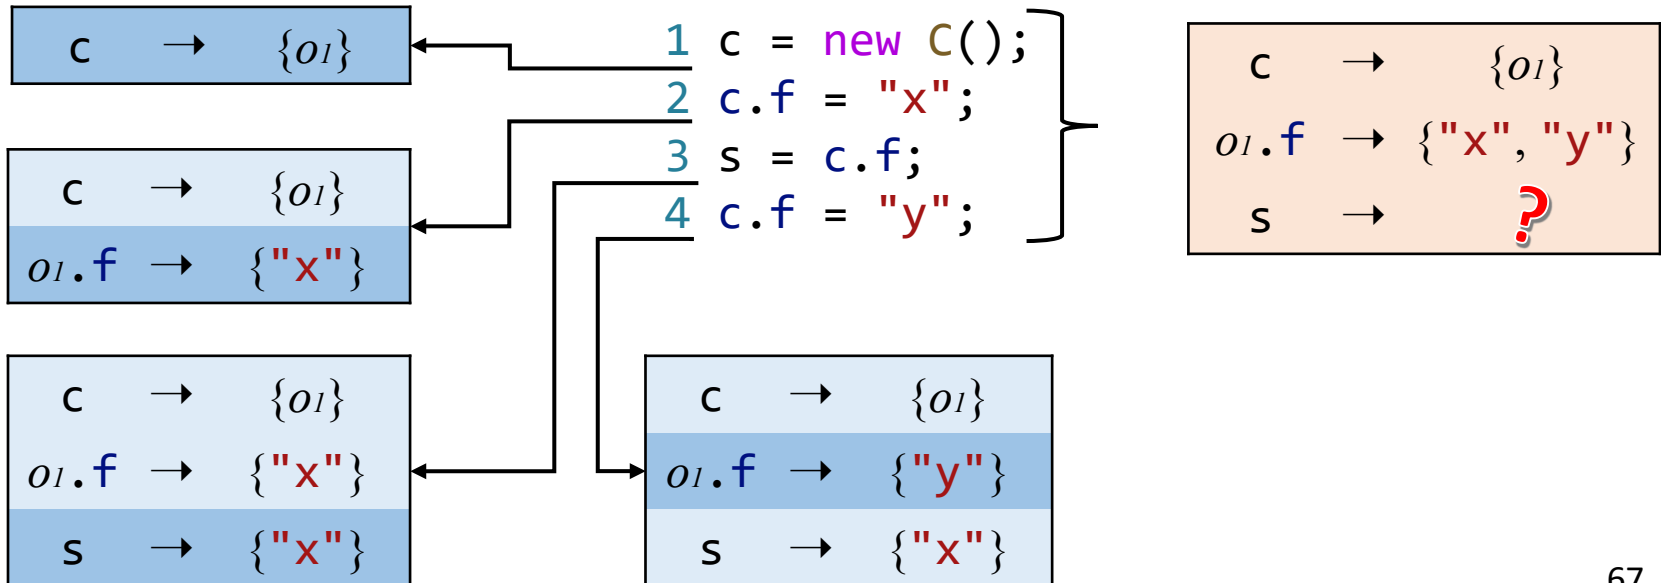 c → {o1}
1 c = new C();
2 c.f = "x";
3 s = c.f;
4 c.f = "y";
c → {o1}
o1.f → {"x", "y"}
s → ?
c → {o1}
o1.f → {"x"}
c → {o1}
o1.f → {"x"}
s → {"x"}
c → {o1}
o1.f → {"y"}
s → {"x"}
67